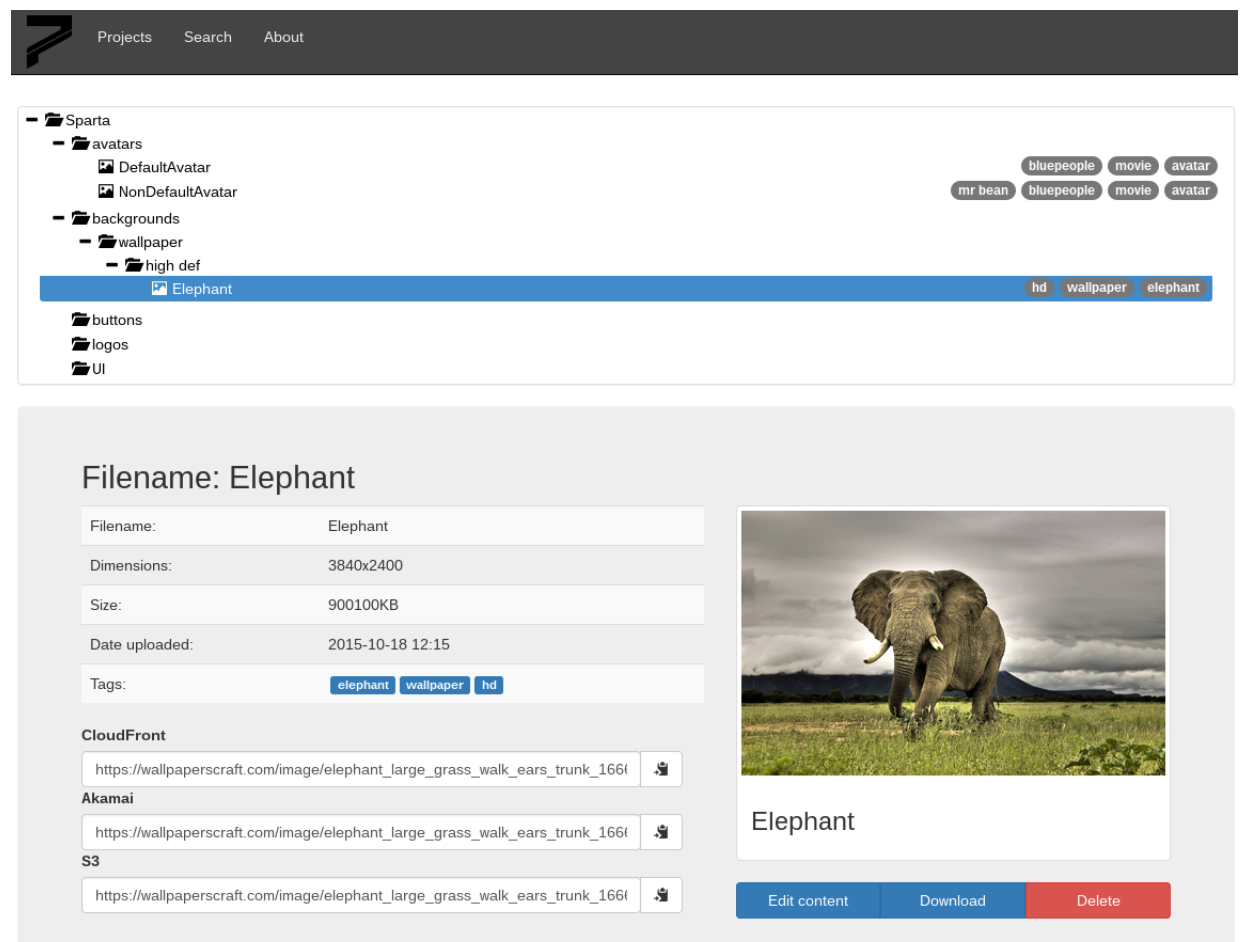 Projects Search About
Sparta
avatars
DefaultAvatar bluepeople movie avatar
NonDefaultAvatar mr bean bluepeople movie avatar
backgrounds
wallpaper
high def
Elephant hd wallpaper elephant
buttons
logos
UI
Filename: Elephant
Filename: Elephant
Dimensions: 3840x2400
Size: 900100KB
Date uploaded: 2015-10-18 12:15
Tags: elephant wallpaper hd
CloudFront
https://wallpaperscraft.com/image/elephant_large_grass_walk_ears_trunk_1666
Akamai
https://wallpaperscraft.com/image/elephant_large_grass_walk_ears_trunk_1666
S3
https://wallpaperscraft.com/image/elephant_large_grass_walk_ears_trunk_1666
Elephant
Edit content Download Delete